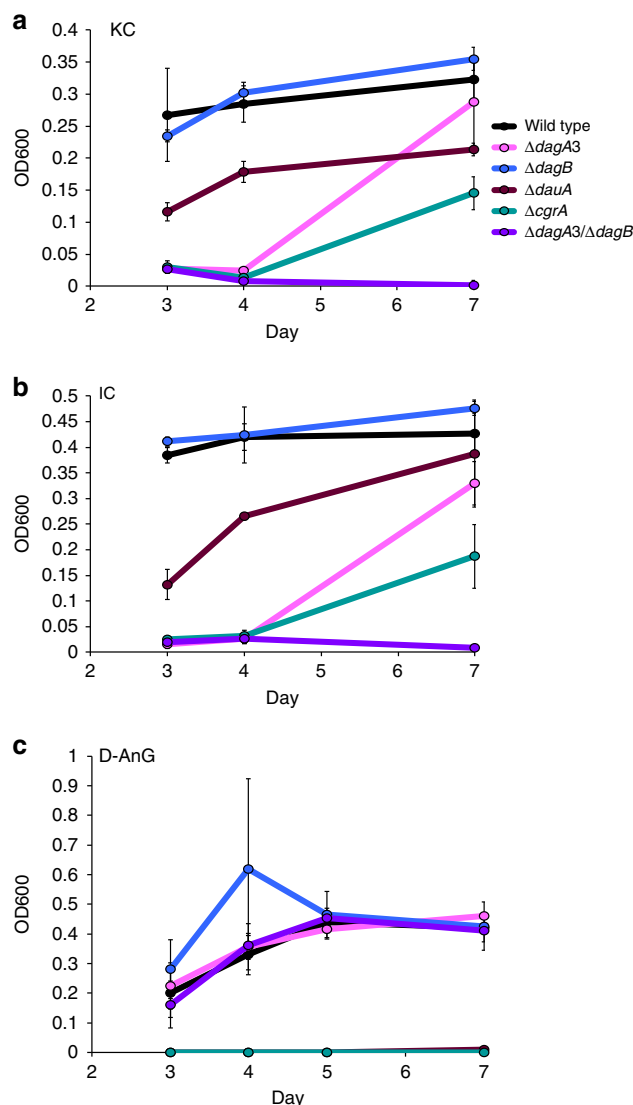 a
KC
0.4
0.35
0.3
0.25
0.2
0.15
0.1
0.05
0
OD600
2
3
4
5
6
7
Day
Wild type
ΔdagA3
ΔdagB
ΔdauA
ΔcgrA
ΔdagA3/ΔdagB
b
IC
0.5
0.45
0.4
0.35
0.3
0.25
0.2
0.15
0.1
0.05
0
OD600
2
3
4
5
6
7
Day
c
D-AnG
1
0.9
0.8
0.7
0.6
0.5
0.4
0.3
0.2
0.1
0
OD600
2
3
4
5
6
7
Day